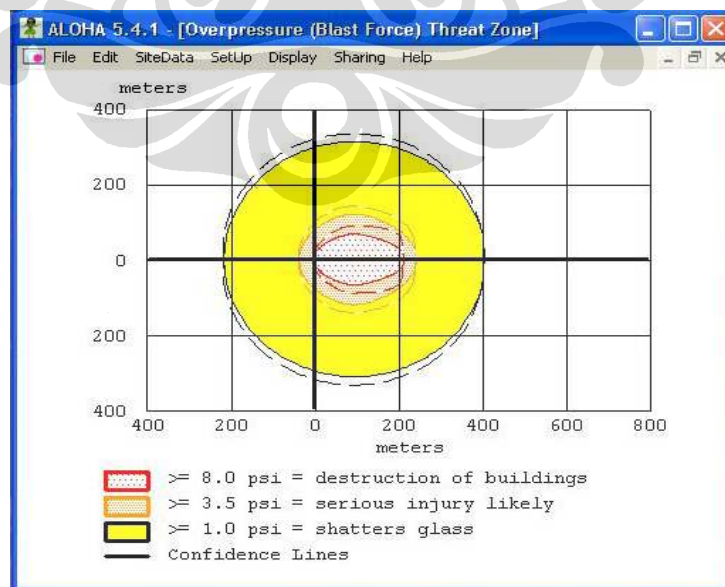 ALOHA 5.4.1 - [Overpressure (Blast Force) Threat Zone]
File Edit SiteData SetUp Display Sharing Help
meters
400
200
0
200
400
400 200 0 200 400 600 800
meters
>= 8.0 psi = destruction of buildings
>= 3.5 psi = serious injury likely
>= 1.0 psi = shatters glass
Confidence Lines